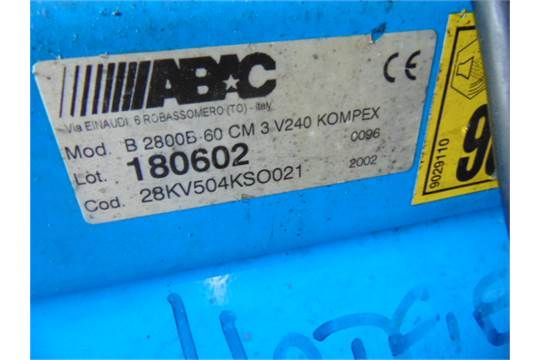 ABAC
Via EINAUDI, 6 ROBASSOMERO (TO) - Italy
CE
Mod. B 2800B-60 CM 3 V240 KOMPEX
Lot. 180602 0096
Cod. 28KV504KSO021 2002
9029110